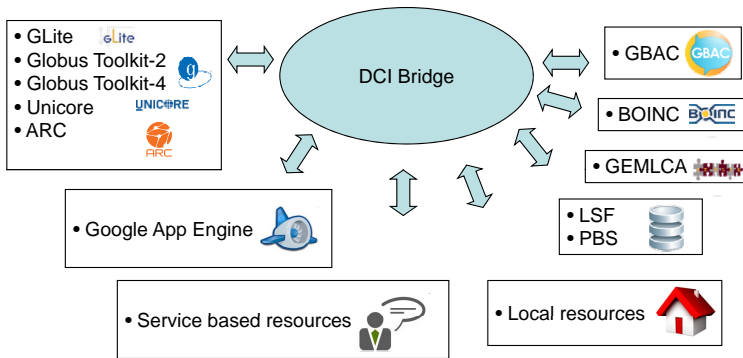 • GLite gLite
• Globus Toolkit-2
g
• Globus Toolkit-4
• Unicore UNICORE
• ARC
ARC
DCI Bridge
• GBAC GBAC
• BOINC BOINC
• GEMLCA
• LSF
• PBS
• Google App Engine
• Service based resources
• Local resources